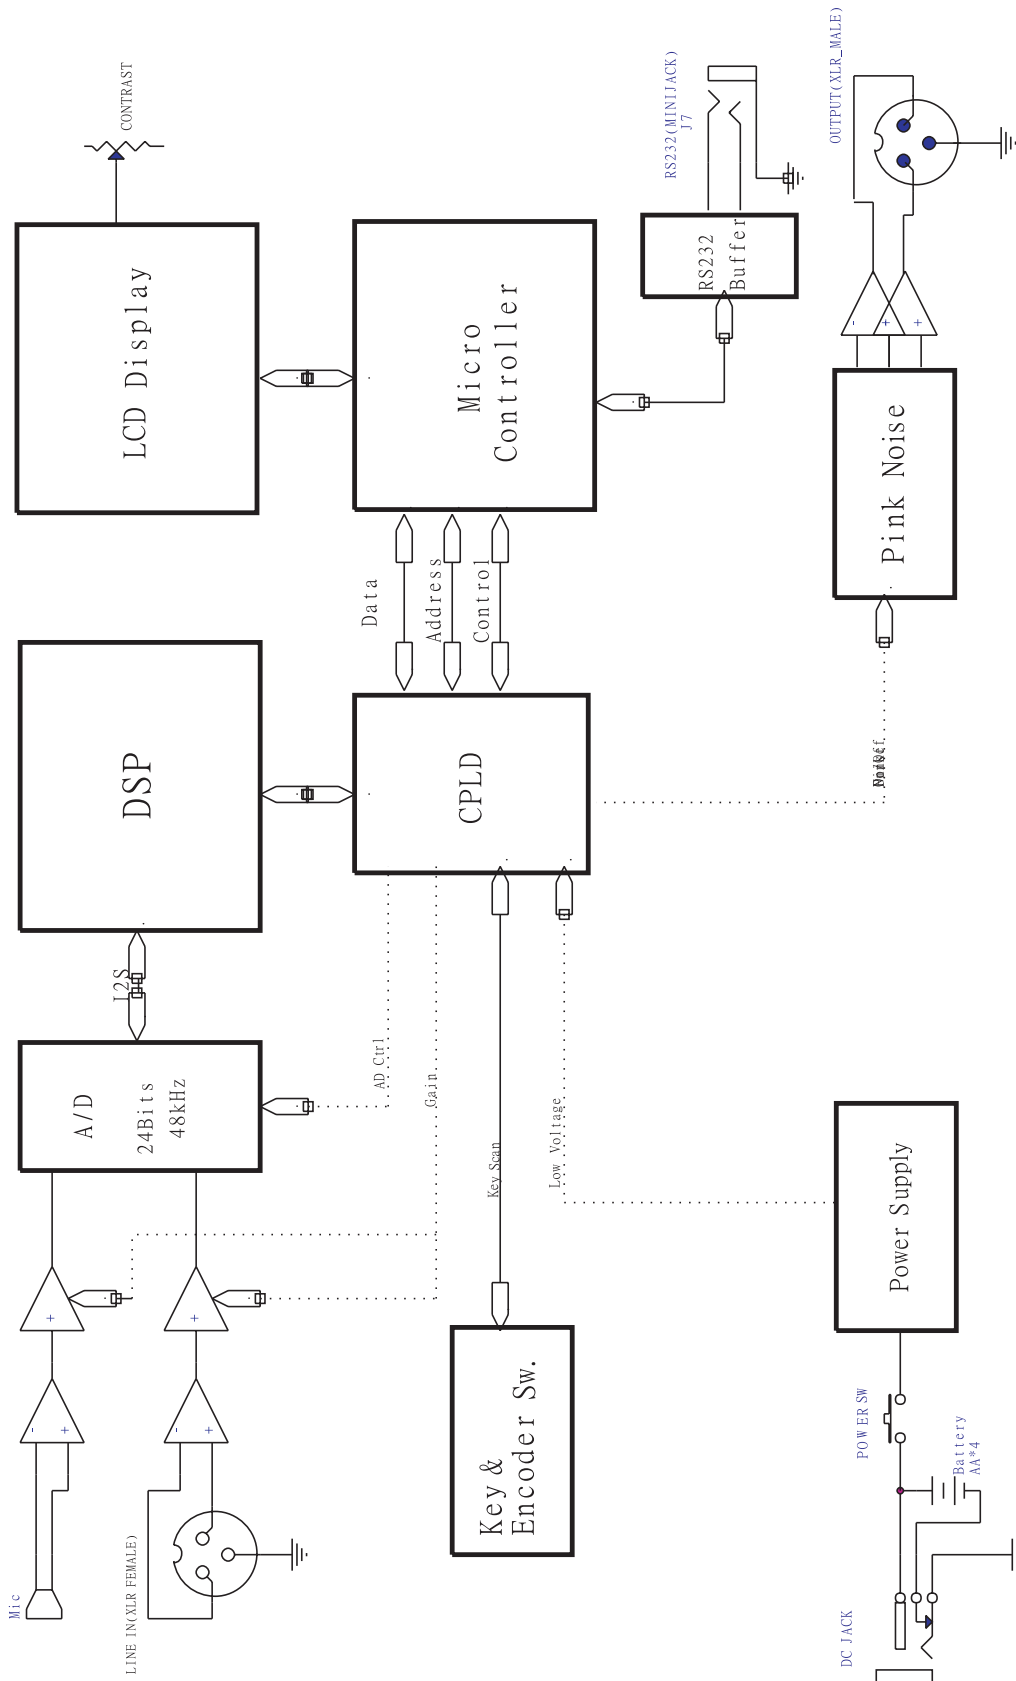 Mic
LINE IN(XLR FEMALE)
-
+
+
-
+
+
A/D
24Bits
48kHz
I2S
DSP
LCD Display
CONTRAST
AD Ctrl
Gain
Key Scan
Low Voltage
CPLD
Data
Address
Control
Micro
Controller
RS232
Buffer
RS232(MINIJACK)
J7
Key &
Encoder Sw.
DC JACK
POWER SW
Battery
AA*4
Power Supply
Pink Noise
-
+
+
OUTPUT(XLR_MALE)